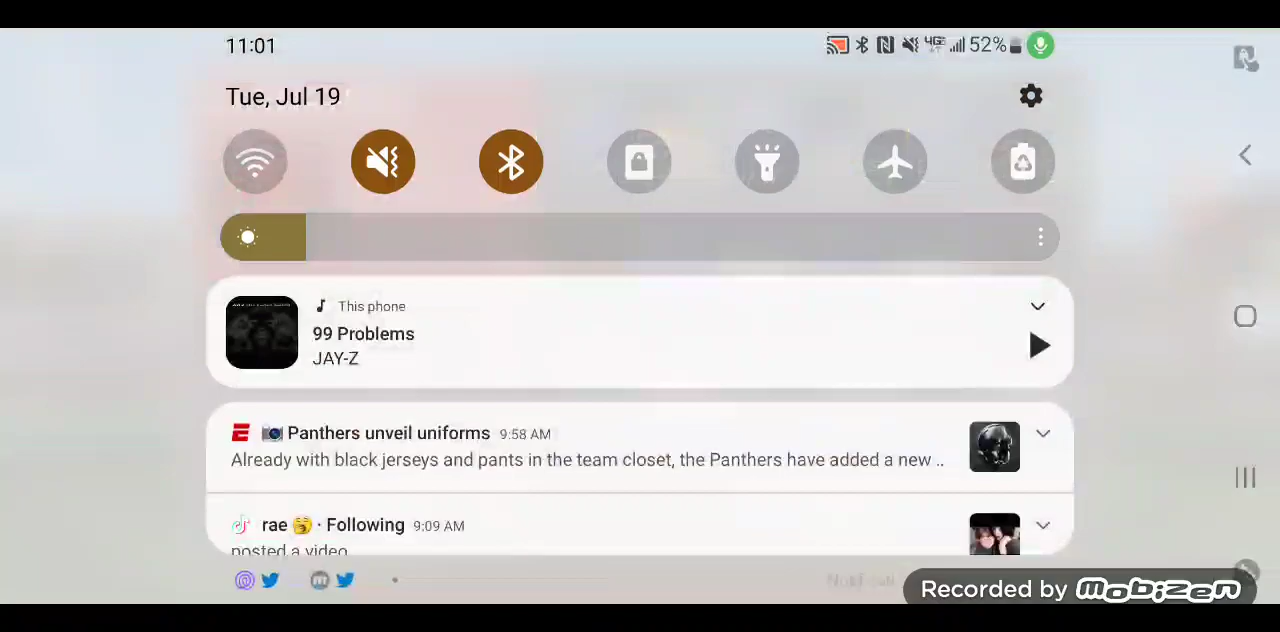 11:01
4GE 52%
Tue, Jul 19
This phone
99 Problems
JAY-Z
Panthers unveil uniforms 9:58 AM
Already with black jerseys and pants in the team closet, the Panthers have added a new ..
rae 🥱 · Following 9:09 AM
posted a video
Recorded by mobizen